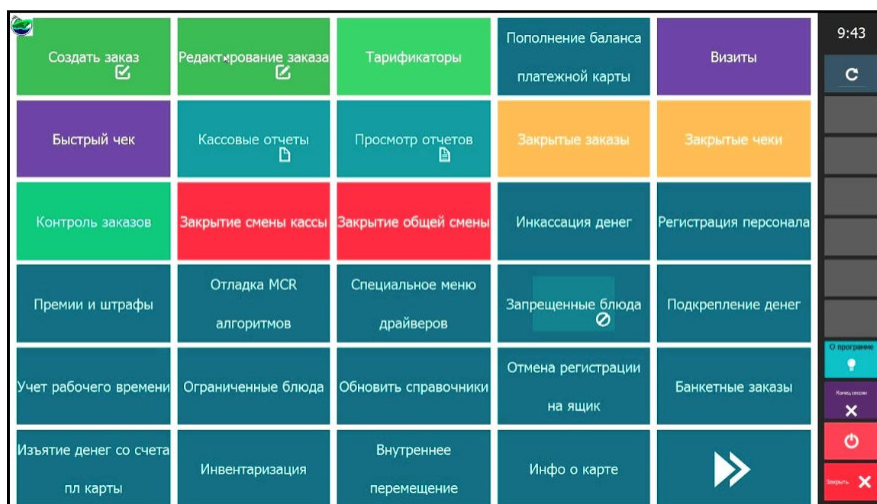 Создать заказ
Редактирование заказа
Тарификаторы
Пополнение баланса
платежной карты
Визиты
9:43
Быстрый чек
Кассовые отчеты
Просмотр отчетов
Закрытые заказы
Закрытые чеки
Контроль заказов
Закрытие смены кассы
Закрытие общей смены
Инкассация денег
Регистрация персонала
Премии и штрафы
Отладка MCR
алгоритмов
Специальное меню
драйверов
Запрещенные блюда
Подкрепление денег
О программе
Учет рабочего времени
Ограниченные блюда
Обновить справочники
Отмена регистрации
на ящик
Банкетные заказы
Конец сессии
Изъятие денег со счета
пл карты
Инвентаризация
Внутреннее
перемещение
Инфо о карте
Закрыть